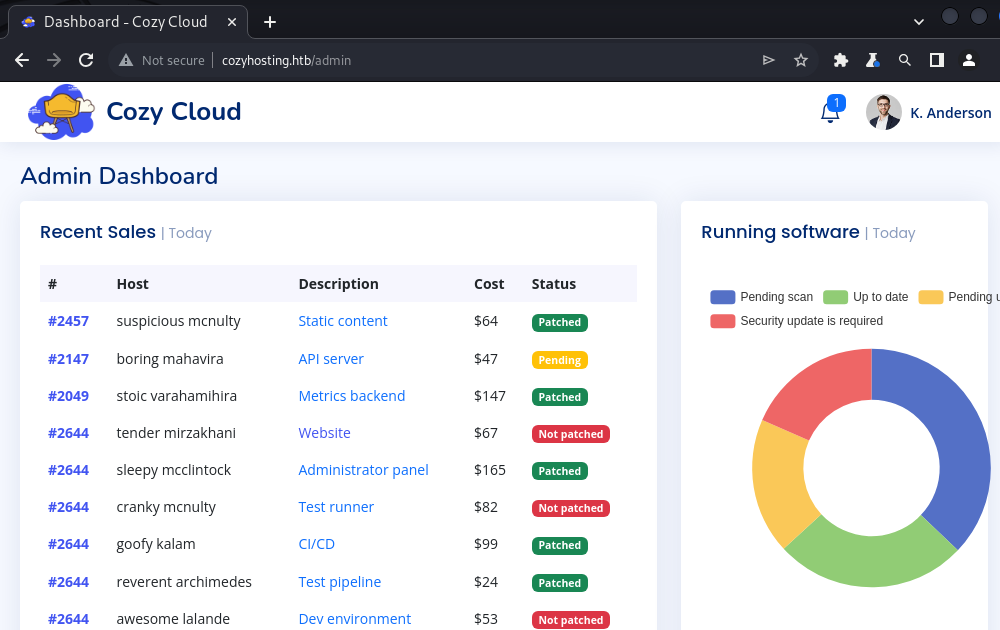 Dashboard - Cozy Cloud
Not secure cozyhosting.htb/admin
Cozy Cloud
1
K. Anderson
Admin Dashboard
Recent Sales | Today
# Host Description Cost Status
#2457 suspicious mcnulty Static content $64 Patched
#2147 boring mahavira API server $47 Pending
#2049 stoic varahamihira Metrics backend $147 Patched
#2644 tender mirzakhani Website $67 Not patched
#2644 sleepy mcclintock Administrator panel $165 Patched
#2644 cranky mcnulty Test runner $82 Not patched
#2644 goofy kalam CI/CD $99 Patched
#2644 reverent archimedes Test pipeline $24 Patched
#2644 awesome lalande Dev environment $53 Not patched
Running software | Today
Pending scan Up to date Pending u
Security update is required